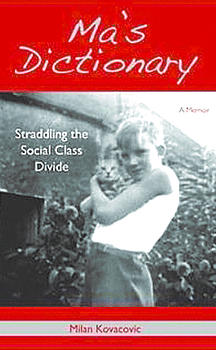 Ma's
Dictionary
A Memoir
Straddling the
Social Class
Divide
Milan Kovacovic